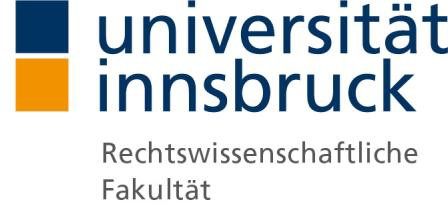 universität
innsbruck
Rechtswissenschaftliche
Fakultät